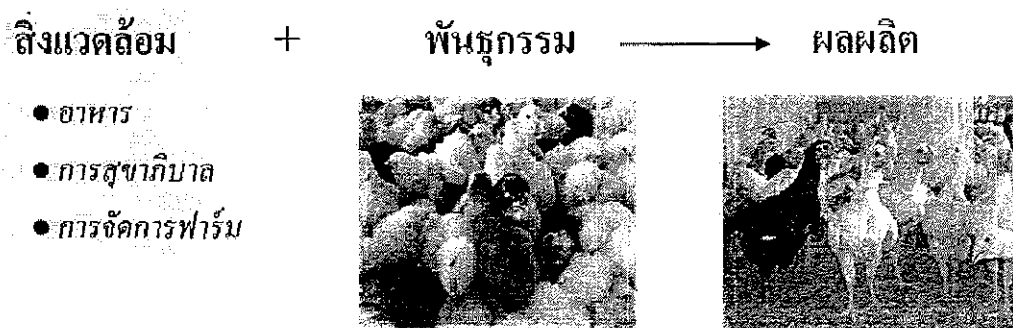 สิ่งแวดล้อม + พันธุกรรม → ผลผลิต
● อาหาร
● การสุขาภิบาล
● การจัดการฟาร์ม